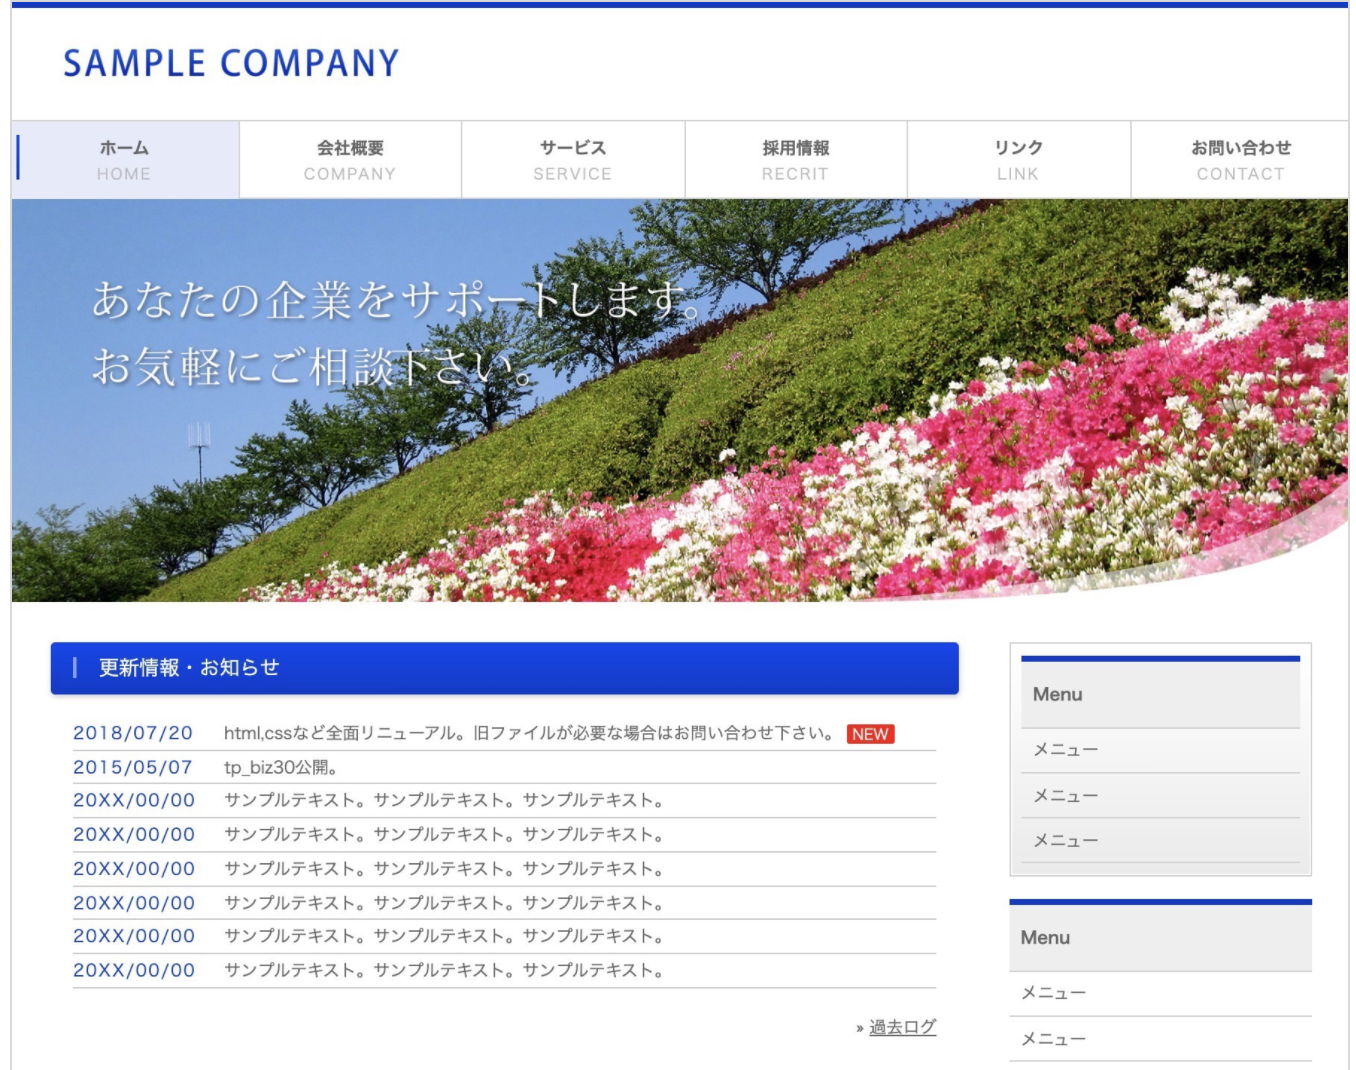 SAMPLE COMPANY
ホーム
HOME
会社概要
COMPANY
サービス
SERVICE
採用情報
RECRIT
リンク
LINK
お問い合わせ
CONTACT
あなたの企業をサポートします。
お気軽にご相談下さい。
更新情報・お知らせ
2018/07/20 html,cssなど全面リニューアル。旧ファイルが必要な場合はお問い合わせ下さい。 NEW
2015/05/07 tp_biz30公開。
20XX/00/00 サンプルテキスト。サンプルテキスト。サンプルテキスト。
20XX/00/00 サンプルテキスト。サンプルテキスト。サンプルテキスト。
20XX/00/00 サンプルテキスト。サンプルテキスト。サンプルテキスト。
20XX/00/00 サンプルテキスト。サンプルテキスト。サンプルテキスト。
20XX/00/00 サンプルテキスト。サンプルテキスト。サンプルテキスト。
20XX/00/00 サンプルテキスト。サンプルテキスト。サンプルテキスト。
» 過去ログ
Menu
メニュー
メニュー
メニュー
Menu
メニュー
メニュー